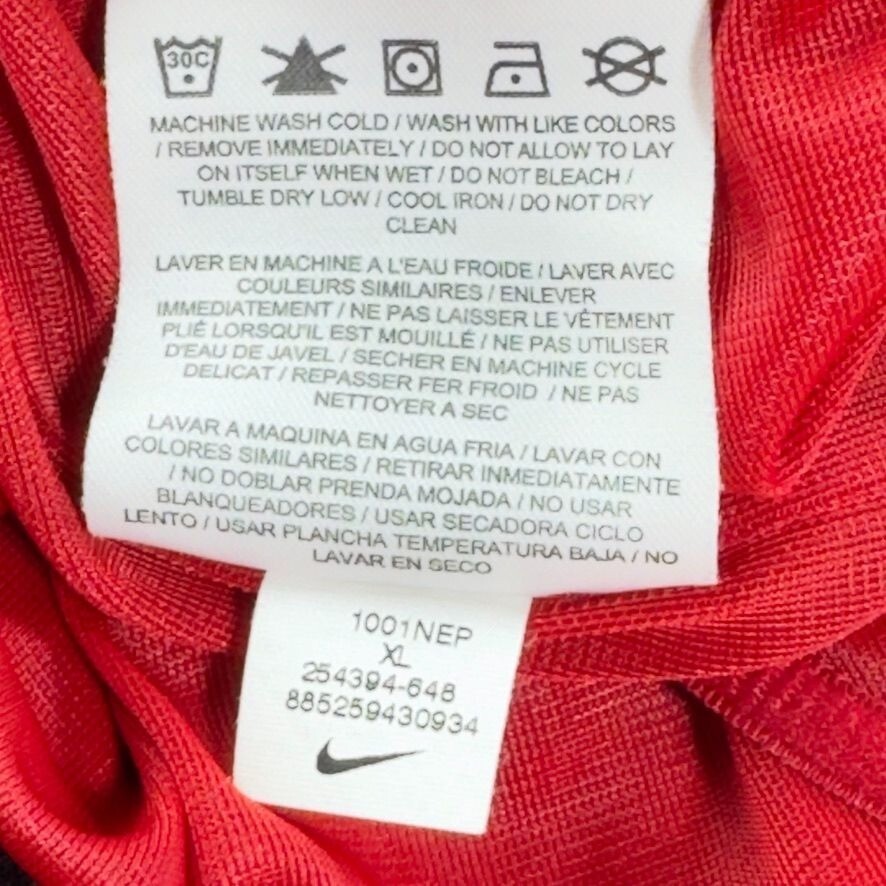 30C
MACHINE WASH COLD / WASH WITH LIKE COLORS
/ REMOVE IMMEDIATELY / DO NOT ALLOW TO LAY
ON ITSELF WHEN WET / DO NOT BLEACH /
TUMBLE DRY LOW / COOL IRON / DO NOT DRY
CLEAN
LAVER EN MACHINE A L'EAU FROIDE / LAVER AVEC
COULEURS SIMILAIRES / ENLEVER
IMMEDIATEMENT / NE PAS LAISSER LE VÊTEMENT
PLIÉ LORSQU'IL EST MOUILLÉ / NE PAS UTILISER
D'EAU DE JAVEL / SECHER EN MACHINE CYCLE
DELICAT / REPASSER FER FROID / NE PAS
NETTOYER A SEC
LAVAR A MAQUINA EN AGUA FRIA / LAVAR CON
COLORES SIMILARES / RETIRAR INMEDIATAMENTE
/ NO DOBLAR PRENDA MOJADA / NO USAR
BLANQUEADORES / USAR SECADORA CICLO
LENTO / USAR PLANCHA TEMPERATURA BAJA / NO
LAVAR EN SECO
1001NEP
XL
254394-648
885259430934